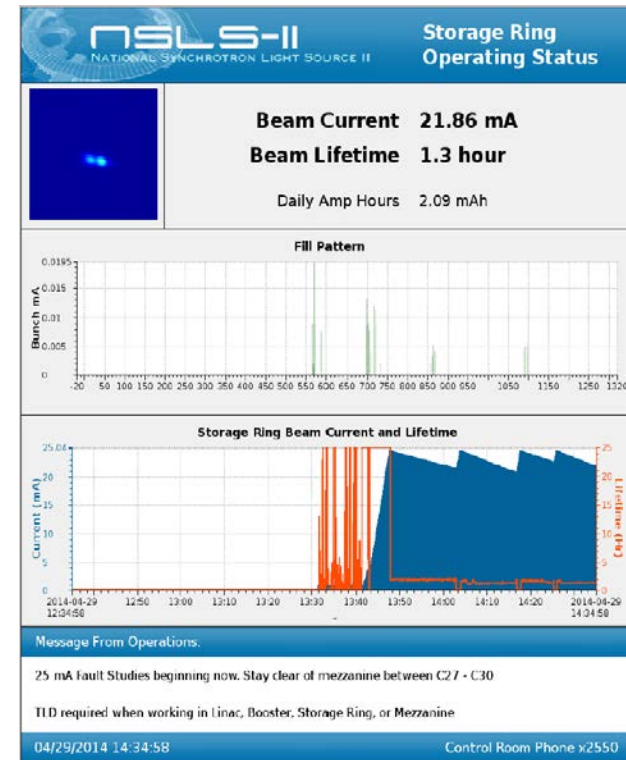 NSLS-II
NATIONAL SYNCHROTRON LIGHT SOURCE II
Storage Ring
Operating Status
Beam Current 21.86 mA
Beam Lifetime 1.3 hour
Daily Amp Hours 2.09 mAh
Fill Pattern
Bunch mA
0.0195
0.015
0.01
0.005
0
-20 50 100 150 200 250 300 350 400 450 500 550 600 650 700 750 800 850 900 950 1050 1150 1250 1320
Storage Ring Beam Current and Lifetime
Current (mA)
25.04
20
15
10
5
0
25
20
15
10
5
0
Lifetime (Hr)
2014-04-29 12:50 13:00 13:10 13:20 13:30 13:40 13:50 14:00 14:10 14:20 2014-04-29
12:34:58 14:34:58
Message From Operations:
25 mA Fault Studies beginning now. Stay clear of mezzanine between C27 - C30
TLD required when working in Linac, Booster, Storage Ring, or Mezzanine
04/29/2014 14:34:58 Control Room Phone x2550